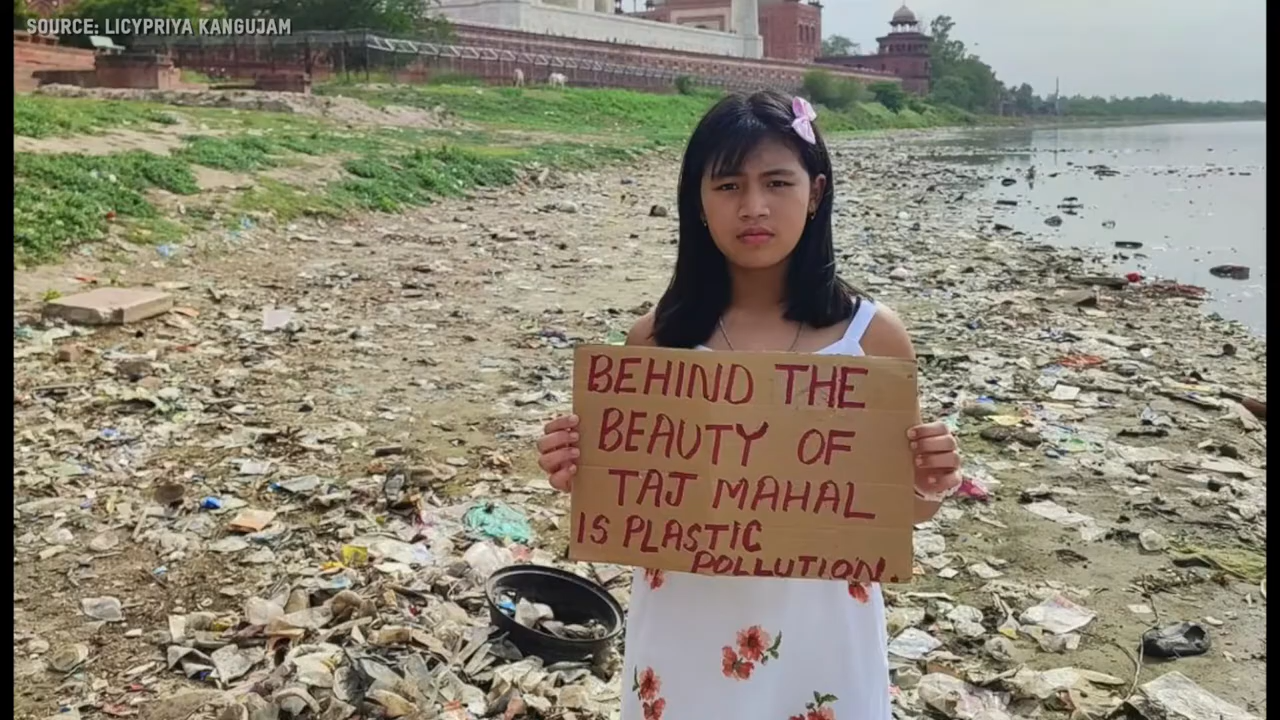 SOURCE: LICYPRIYA KANGUJAM
BEHIND THE
BEAUTY OF
TAJ MAHAL
IS PLASTIC
POLLUTION.